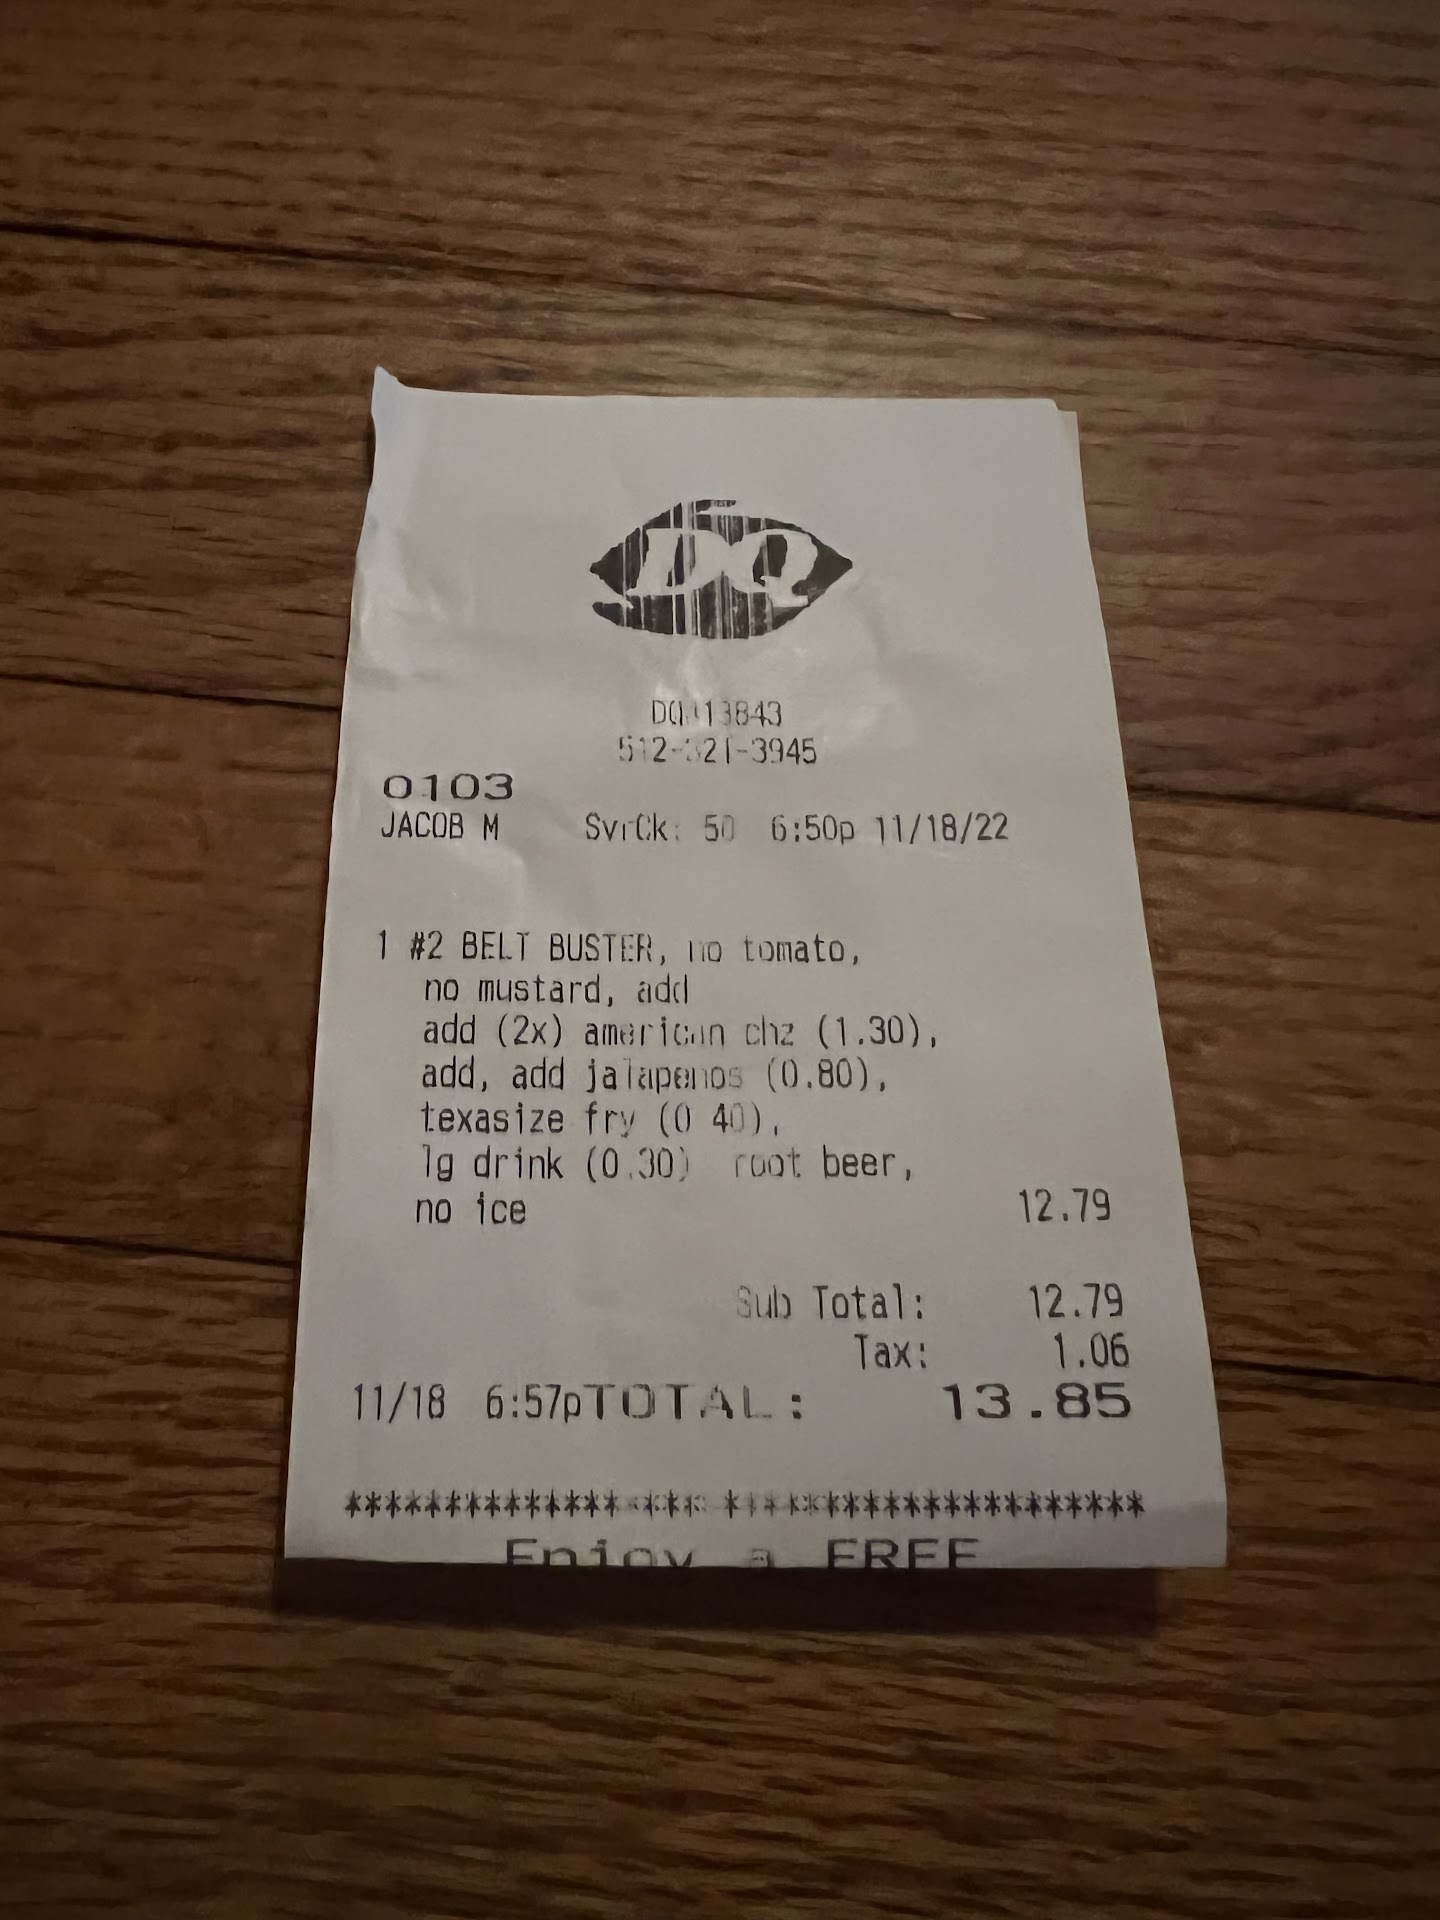 DQ
DQ#13843
512-321-3945
0103
JACOB M SvrCk: 50 6:50p 11/18/22
1 #2 BELT BUSTER, no tomato,
no mustard, add
add (2x) american chz (1.30),
add, add jalapenos (0.80),
texasize fry (0.40),
lg drink (0.30) root beer,
no ice 12.79
Sub Total: 12.79
Tax: 1.06
11/18 6:57pTOTAL: 13.85
****************************************
Enjoy a FREE